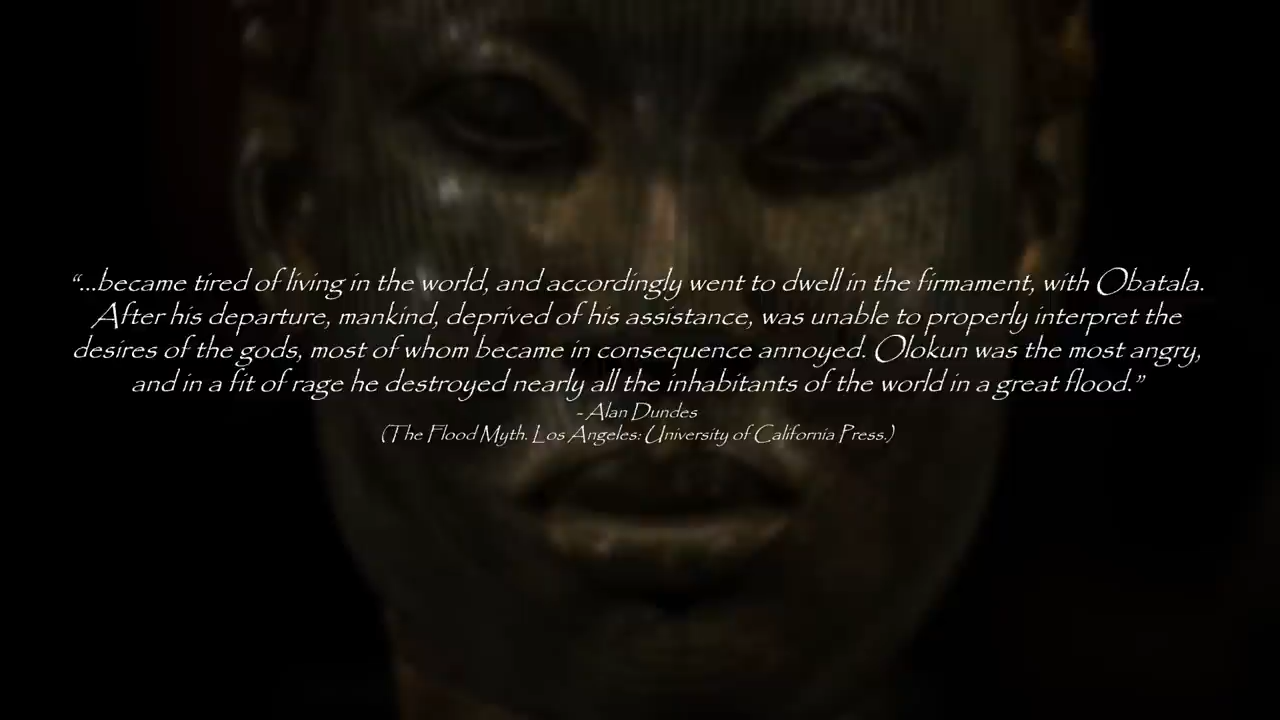 “...became tired of living in the world, and accordingly went to dwell in the firmament, with Obatala.
After his departure, mankind, deprived of his assistance, was unable to properly interpret the
desires of the gods, most of whom became in consequence annoyed. Olokun was the most angry,
and in a fit of rage he destroyed nearly all the inhabitants of the world in a great flood.”
- Alan Dundes
(The Flood Myth. Los Angeles: University of California Press.)